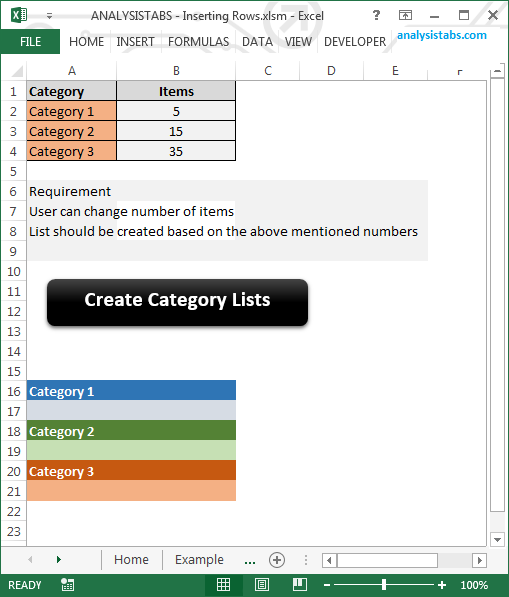 ANALYSISTABS - Inserting Rows.xlsm - Excel
?
FILE HOME INSERT FORMULAS DATA VIEW DEVELOPER
analysistabs.com
A B C D E F
1 Category Items
2 Category 1 5
3 Category 2 15
4 Category 3 35
5
6 Requirement
7 User can change number of items
8 List should be created based on the above mentioned numbers
9
10
11
Create Category Lists
12
13
14
15
16 Category 1
17
18 Category 2
19
20 Category 3
21
22
23
Home Example ...
READY 100%